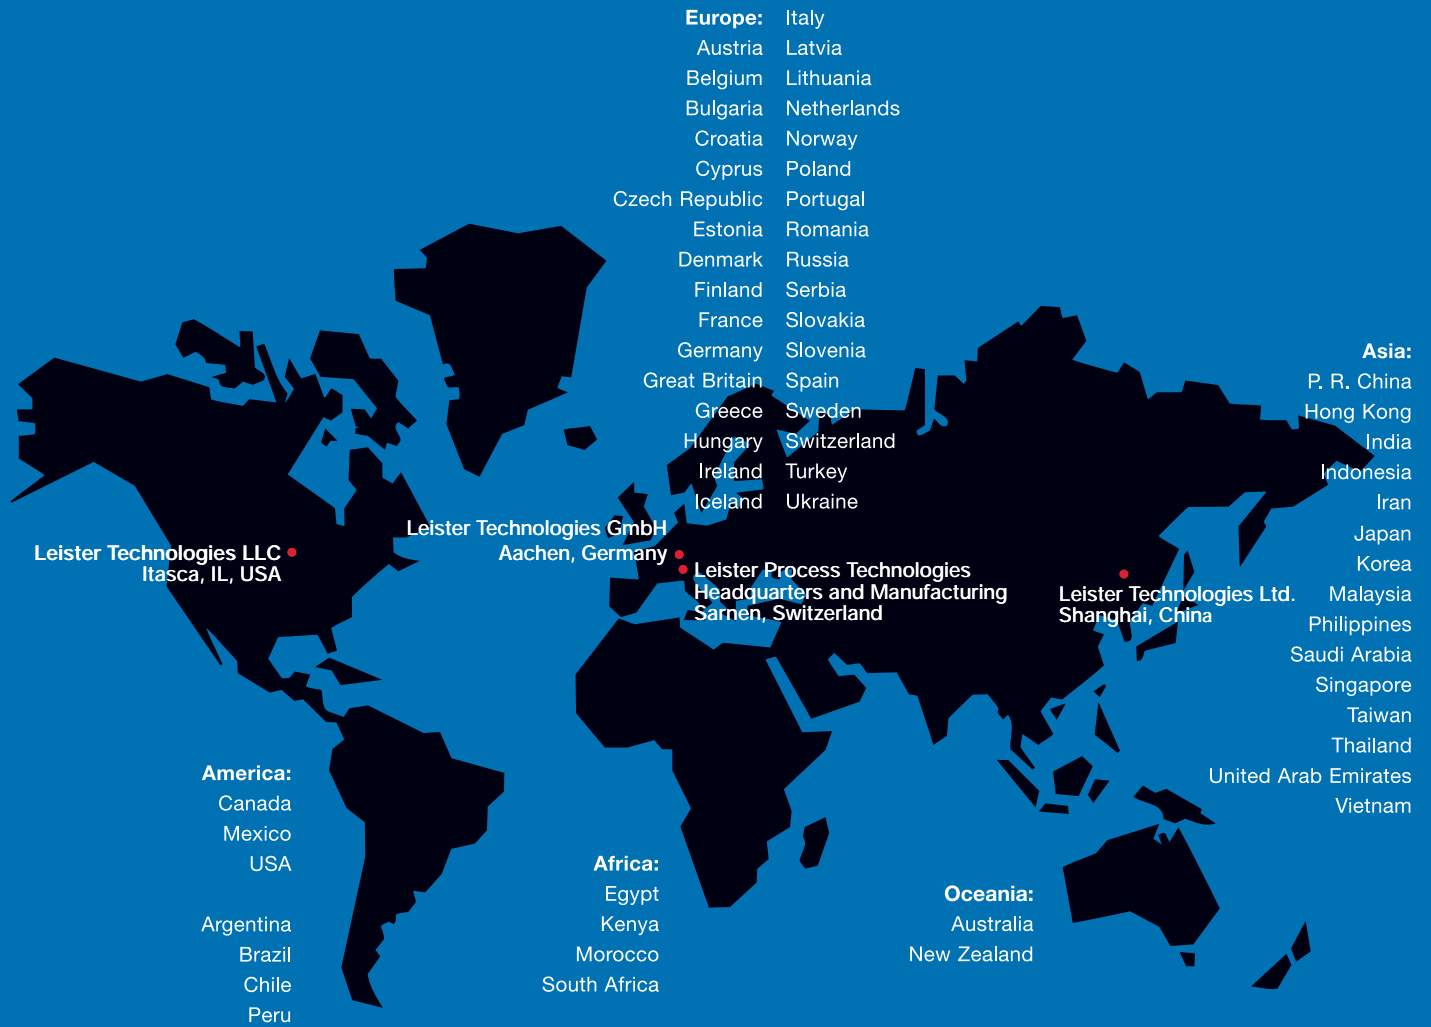 Europe:
Austria
Belgium
Bulgaria
Croatia
Cyprus
Czech Republic
Estonia
Denmark
Finland
France
Germany
Great Britain
Greece
Hungary
Ireland
Iceland
Italy
Latvia
Lithuania
Netherlands
Norway
Poland
Portugal
Romania
Russia
Serbia
Slovakia
Slovenia
Spain
Sweden
Switzerland
Turkey
Ukraine
Asia:
P. R. China
Hong Kong
India
Indonesia
Iran
Japan
Korea
Malaysia
Philippines
Saudi Arabia
Singapore
Taiwan
Thailand
United Arab Emirates
Vietnam
Leister Technologies LLC
Itasca, IL, USA
Leister Technologies GmbH
Aachen, Germany
Leister Process Technologies
Headquarters and Manufacturing
Sarnen, Switzerland
Leister Technologies Ltd.
Shanghai, China
America:
Canada
Mexico
USA
Argentina
Brazil
Chile
Peru
Africa:
Egypt
Kenya
Morocco
South Africa
Oceania:
Australia
New Zealand